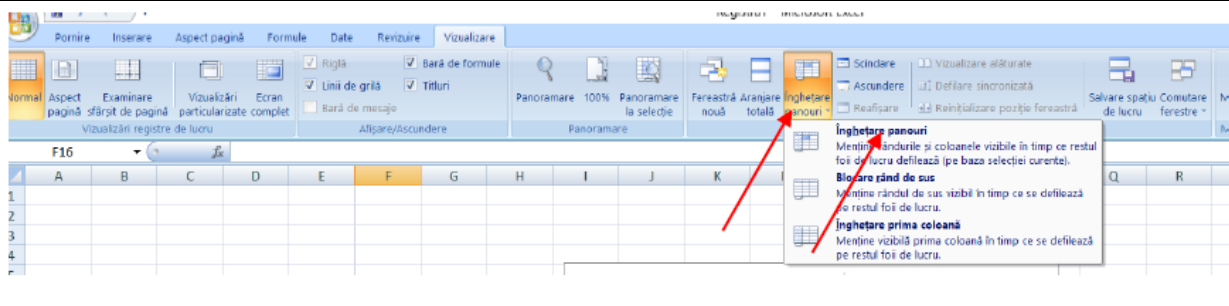 Pornire Inserare Aspect pagină Formule Date Revizuire Vizualizare
Normal
Aspect pagină
Examinare sfârșit de pagină
Vizualizări particularizate
Ecran complet
Vizualizări registre de lucru
Riglă
Linii de grilă
Bară de mesaje
Bară de formule
Titluri
Afișare/Ascundere
Panoramare
100%
Panoramare la selecție
Panoramare
Fereastră nouă
Aranjare totală
Înghețare panouri
Scindare
Ascundere
Reafișare
Vizualizare alăturate
Defilare sincronizată
Reinițializare poziție fereastră
Salvare spațiu de lucru
Comutare ferestre
F16
fx
A B C D E F G H I J K Q R
1
2
3
4
Înghețare panouri
Menține rândurile și coloanele vizibile în timp ce restul
foii de lucru defilează (pe baza selecției curente).
Blocare rând de sus
Menține rândul de sus vizibil în timp ce se defilează
pe restul foii de lucru.
Înghețare prima coloană
Menține vizibilă prima coloană în timp ce se defilează
pe restul foii de lucru.